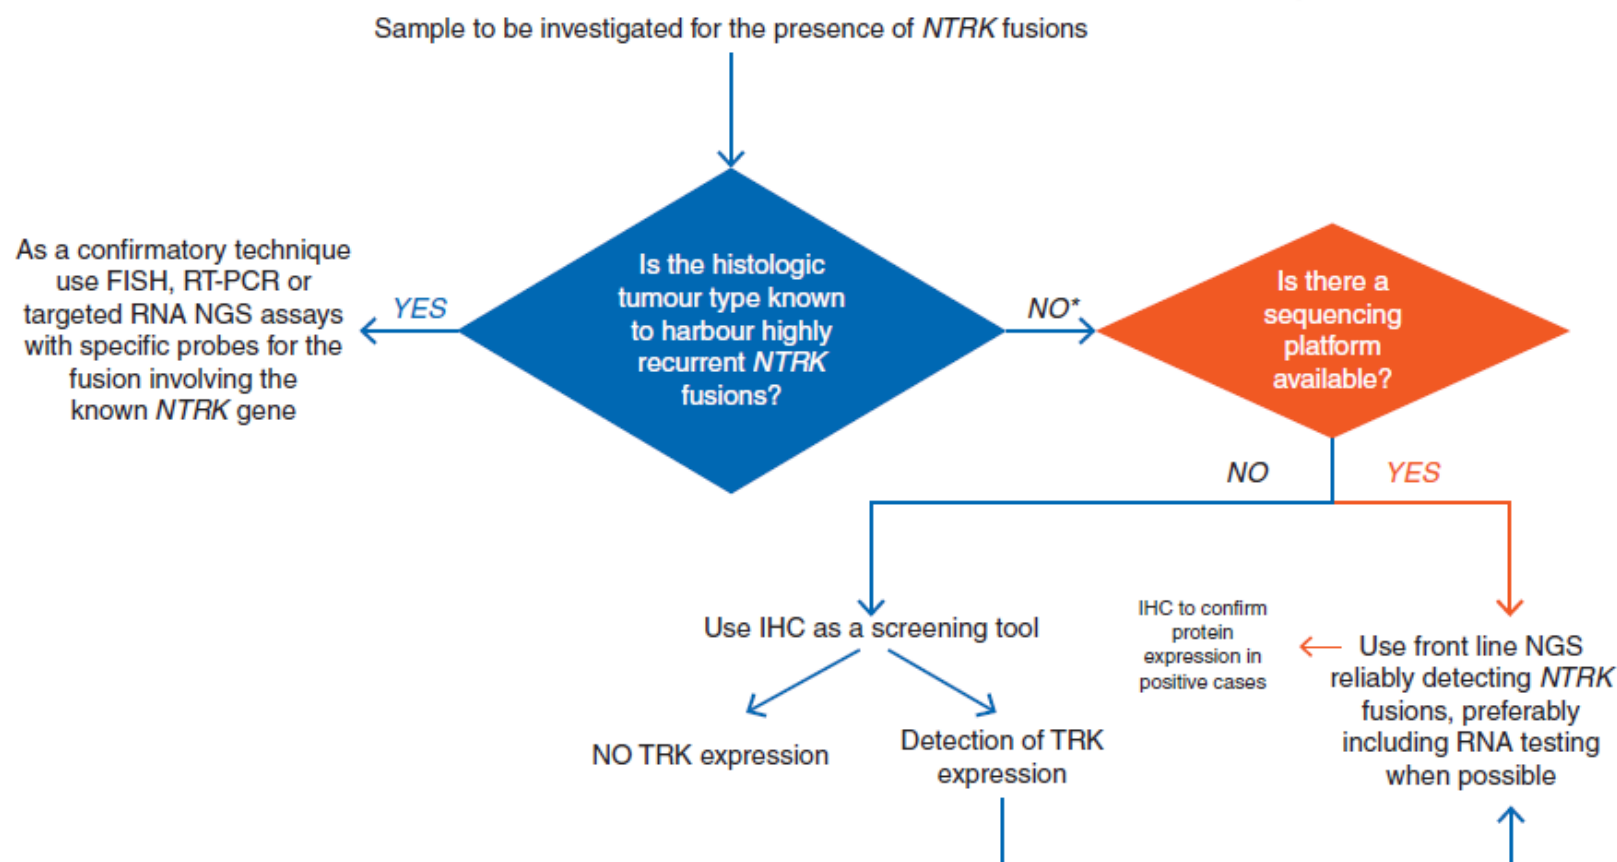 Sample to be investigated for the presence of NTRK fusions
As a confirmatory technique
use FISH, RT-PCR or
targeted RNA NGS assays
with specific probes for the
fusion involving the
known NTRK gene
YES
Is the histologic
tumour type known
to harbour highly
recurrent NTRK
fusions?
NO*
Is there a
sequencing
platform
available?
NO
YES
Use IHC as a screening tool
NO TRK expression
Detection of TRK
expression
IHC to confirm
protein
expression in
positive cases
Use front line NGS
reliably detecting NTRK
fusions, preferably
including RNA testing
when possible